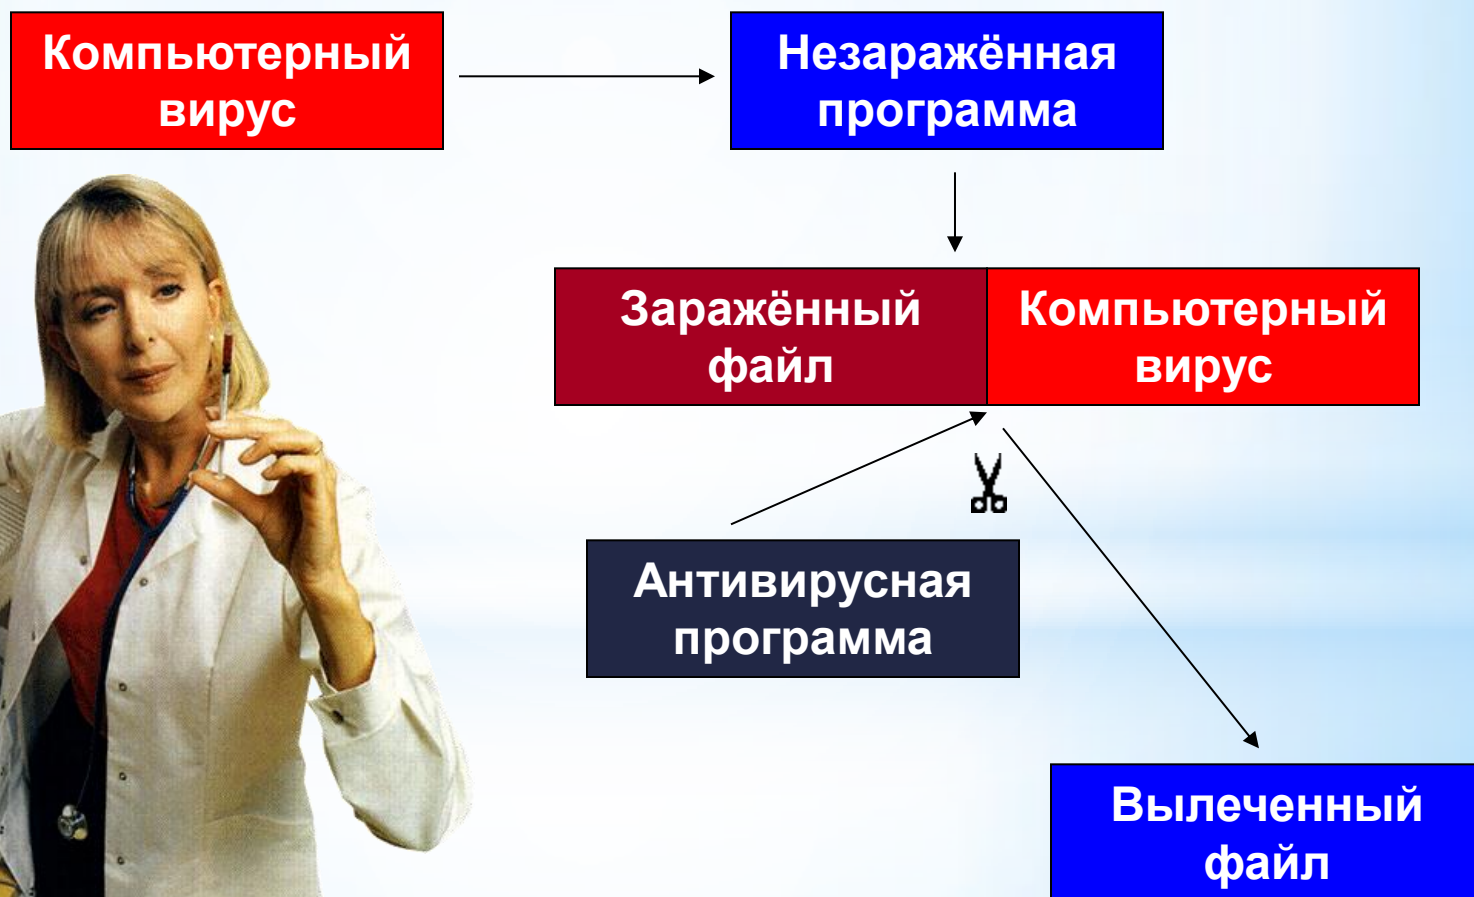 Компьютерный
вирус
Незаражённая
программа
Заражённый
файл
Компьютерный
вирус
Антивирусная
программа
Вылеченный
файл